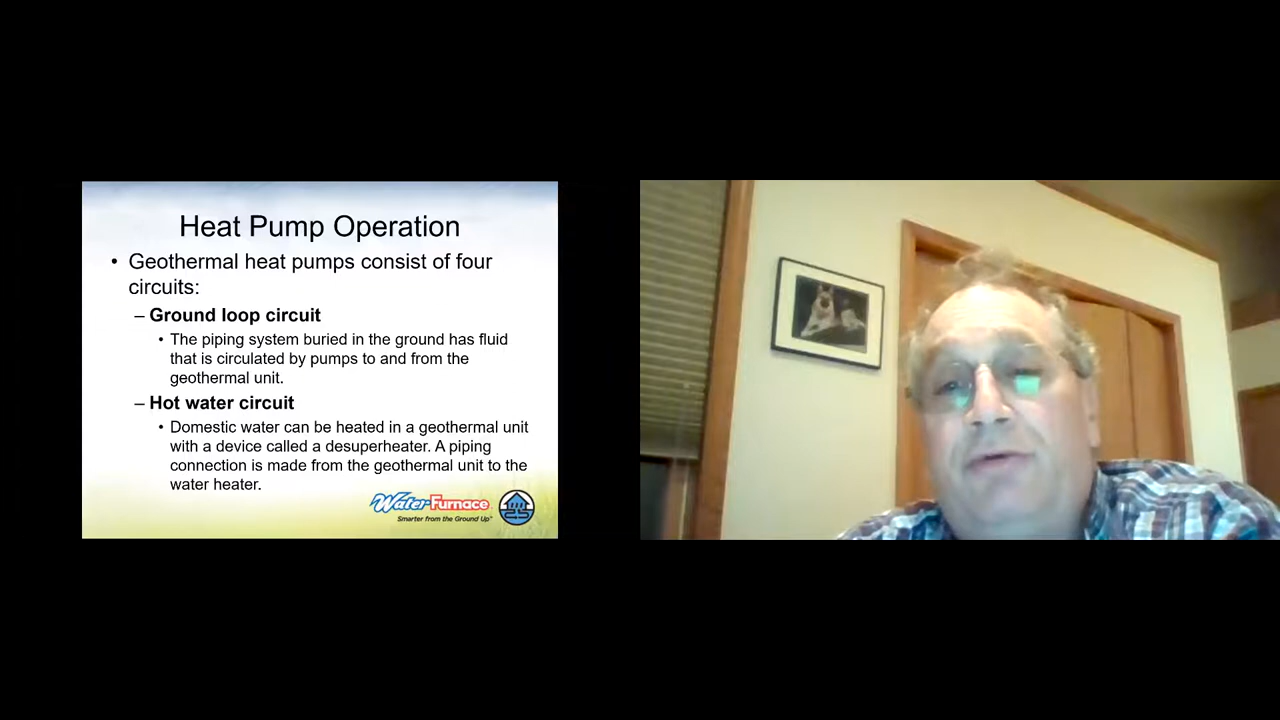 Heat Pump Operation
• Geothermal heat pumps consist of four
circuits:
– Ground loop circuit
• The piping system buried in the ground has fluid
that is circulated by pumps to and from the
geothermal unit.
– Hot water circuit
• Domestic water can be heated in a geothermal unit
with a device called a desuperheater. A piping
connection is made from the geothermal unit to the
water heater.
WaterFurnace
Smarter from the Ground Up™